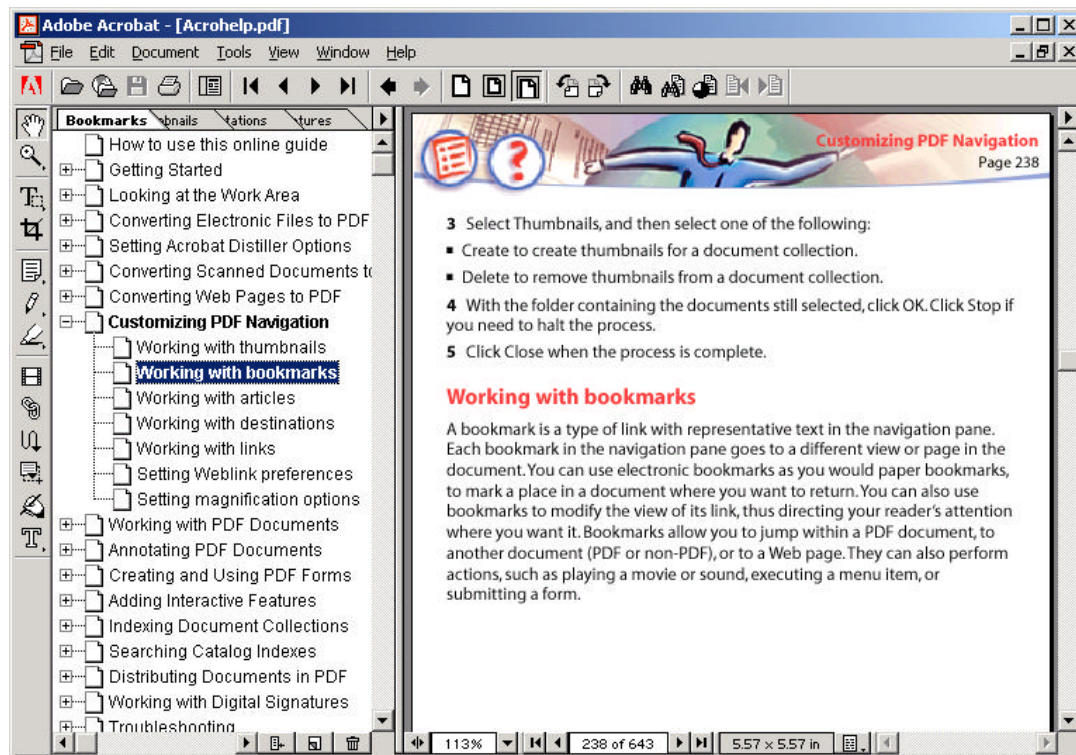 Adobe Acrobat - [Acrohelp.pdf]
File Edit Document Tools View Window Help
Bookmarks bnails tations tures
How to use this online guide
Getting Started
Looking at the Work Area
Converting Electronic Files to PDF
Setting Acrobat Distiller Options
Converting Scanned Documents to
Converting Web Pages to PDF
Customizing PDF Navigation
Working with thumbnails
Working with bookmarks
Working with articles
Working with destinations
Working with links
Setting Weblink preferences
Setting magnification options
Working with PDF Documents
Annotating PDF Documents
Creating and Using PDF Forms
Adding Interactive Features
Indexing Document Collections
Searching Catalog Indexes
Distributing Documents in PDF
Working with Digital Signatures
Troubleshooting
Customizing PDF Navigation
Page 238
3 Select Thumbnails, and then select one of the following:
▪ Create to create thumbnails for a document collection.
▪ Delete to remove thumbnails from a document collection.
4 With the folder containing the documents still selected, click OK. Click Stop if
you need to halt the process.
5 Click Close when the process is complete.
Working with bookmarks
A bookmark is a type of link with representative text in the navigation pane.
Each bookmark in the navigation pane goes to a different view or page in the
document. You can use electronic bookmarks as you would paper bookmarks,
to mark a place in a document where you want to return. You can also use
bookmarks to modify the view of its link, thus directing your reader's attention
where you want it. Bookmarks allow you to jump within a PDF document, to
another document (PDF or non-PDF), or to a Web page. They can also perform
actions, such as playing a movie or sound, executing a menu item, or
submitting a form.
113% 238 of 643 5.57 × 5.57 in